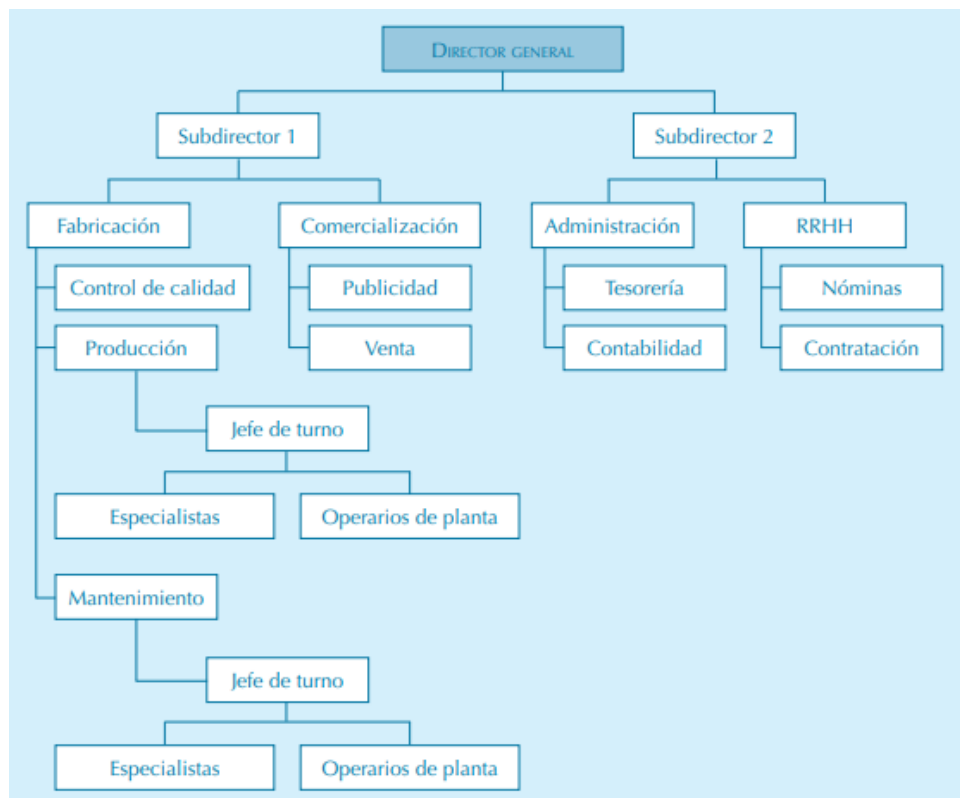 DIRECTOR GENERAL
Subdirector 1
Subdirector 2
Fabricación
Comercialización
Administración
RRHH
Control de calidad
Publicidad
Tesorería
Nóminas
Producción
Venta
Contabilidad
Contratación
Jefe de turno
Especialistas
Operarios de planta
Mantenimiento
Jefe de turno
Especialistas
Operarios de planta